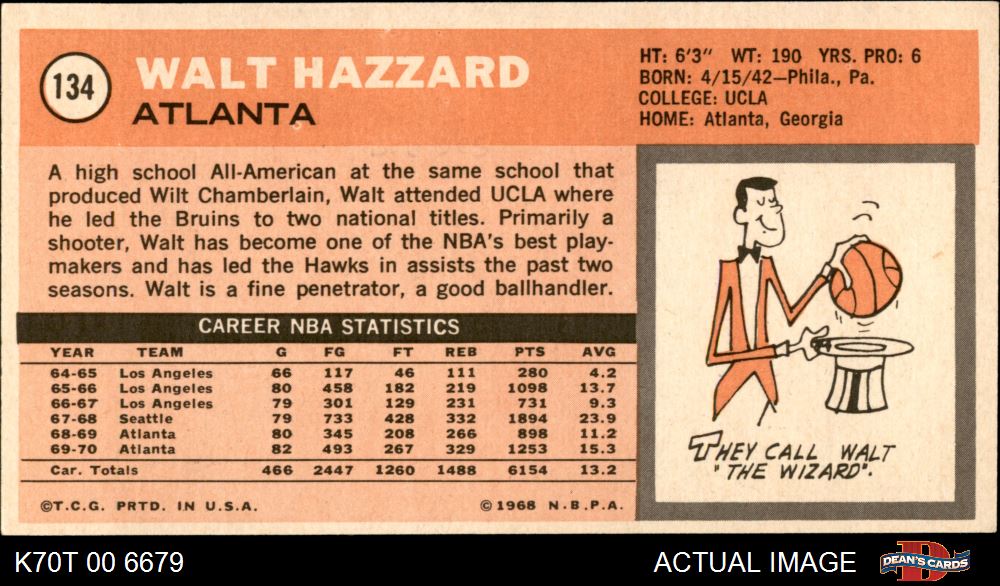 134
WALT HAZZARD
ATLANTA
HT: 6'3" WT: 190 YRS. PRO: 6
BORN: 4/15/42—Phila., Pa.
COLLEGE: UCLA
HOME: Atlanta, Georgia
A high school All-American at the same school that
produced Wilt Chamberlain, Walt attended UCLA where
he led the Bruins to two national titles. Primarily a
shooter, Walt has become one of the NBA's best play-
makers and has led the Hawks in assists the past two
seasons. Walt is a fine penetrator, a good ballhandler.
CAREER NBA STATISTICS
YEAR TEAM G FG FT REB PTS AVG
64-65 Los Angeles 66 117 46 111 280 4.2
65-66 Los Angeles 80 458 182 219 1098 13.7
66-67 Los Angeles 79 301 129 231 731 9.3
67-68 Seattle 79 733 428 332 1894 23.9
68-69 Atlanta 80 345 208 266 898 11.2
69-70 Atlanta 82 493 267 329 1253 15.3
Car. Totals 466 2447 1260 1488 6154 13.2
©T.C.G. PRTD. IN U.S.A. ©1968 N.B.P.A.
THEY CALL WALT
"THE WIZARD".
K70T 00 6679 ACTUAL IMAGE D DEAN'S CARDS